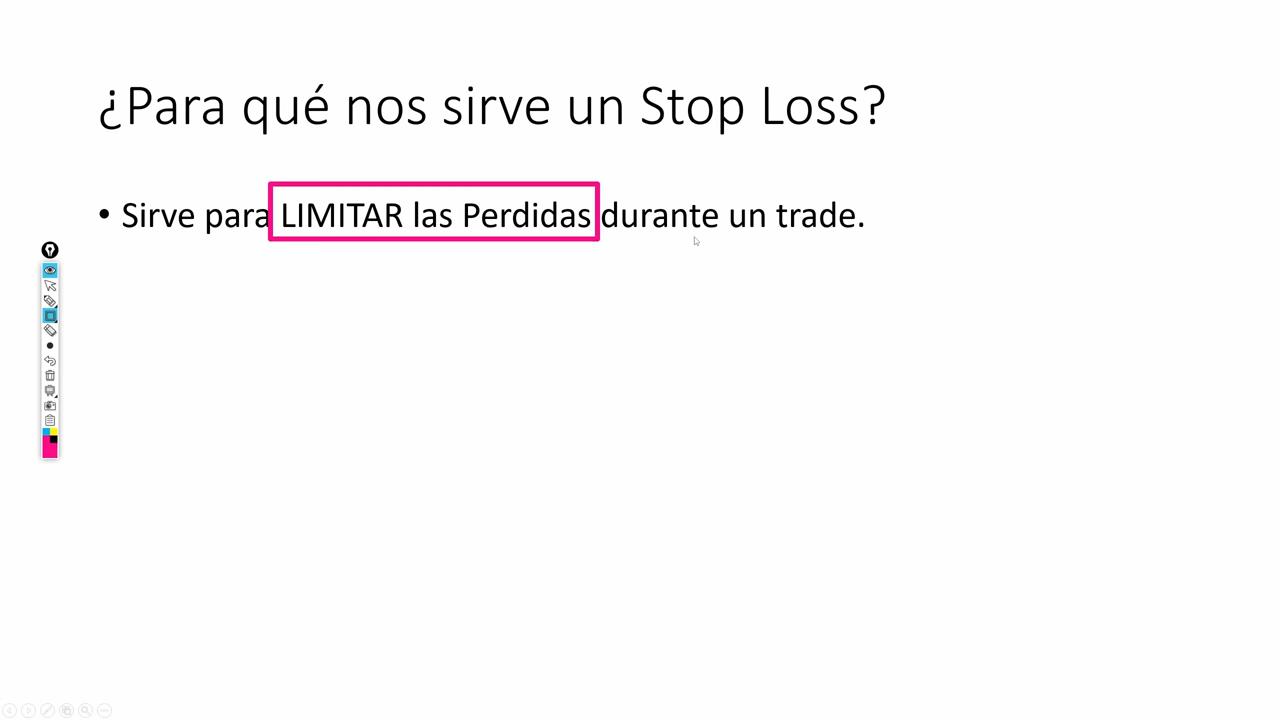 ¿Para qué nos sirve un Stop Loss?
• Sirve para LIMITAR las Perdidas durante un trade.